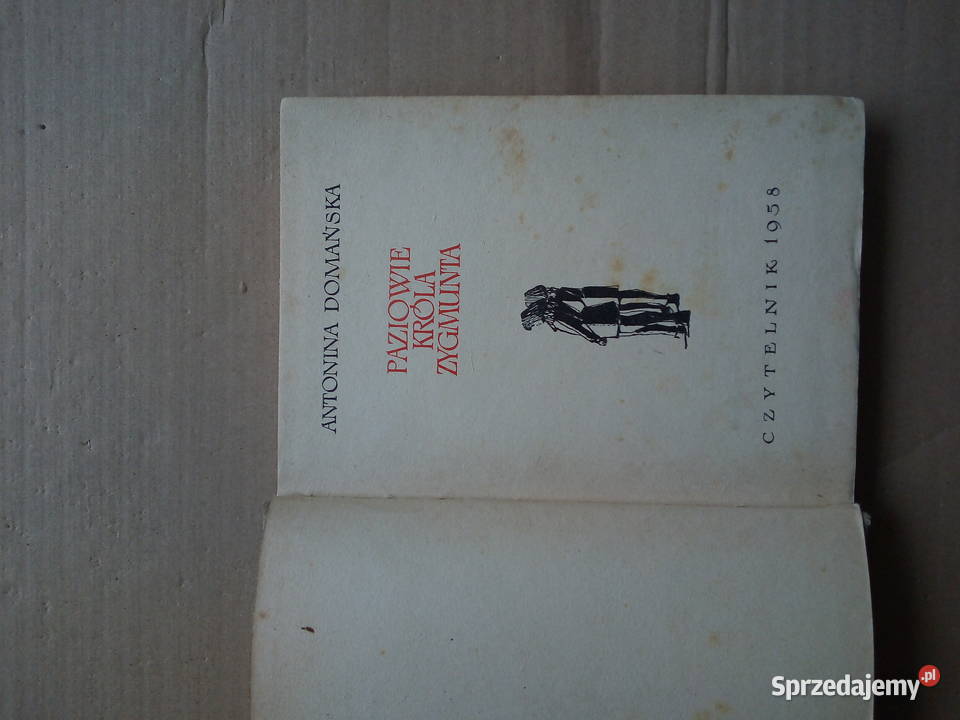 ANTONINA DOMAŃSKA
PAZIOWIE
KRÓLA
ZYGMUNTA
CZYTELNIK 1958
Sprzedajemy.pl